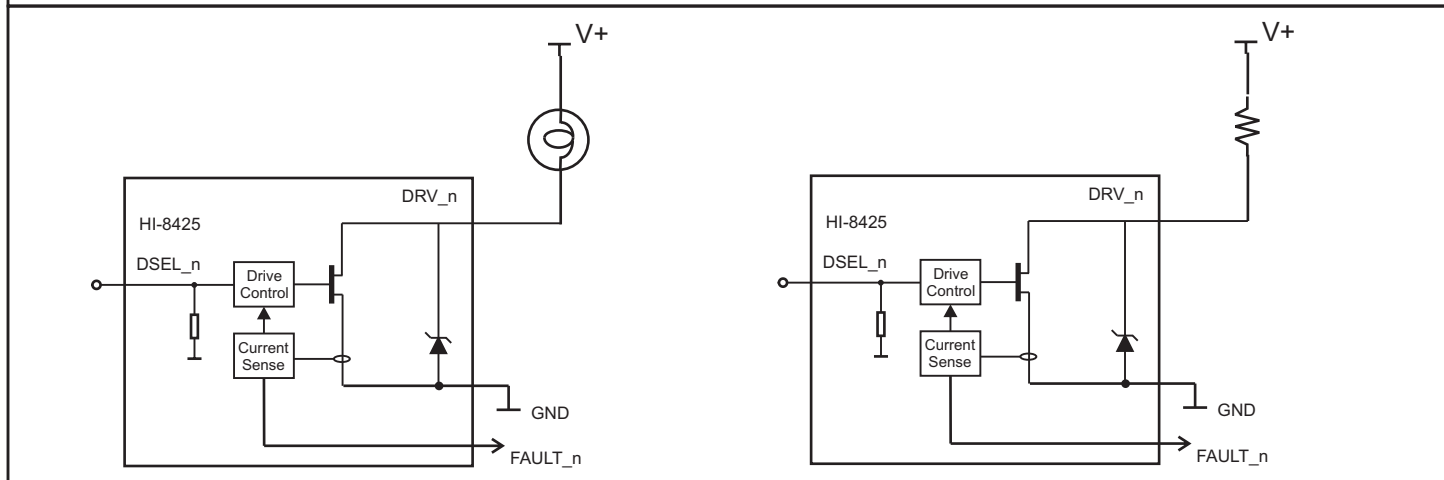 V+
DRV_n
HI-8425
DSEL_n
Drive
Control
Current
Sense
GND
FAULT_n
V+
DRV_n
HI-8425
DSEL_n
Drive
Control
Current
Sense
GND
FAULT_n